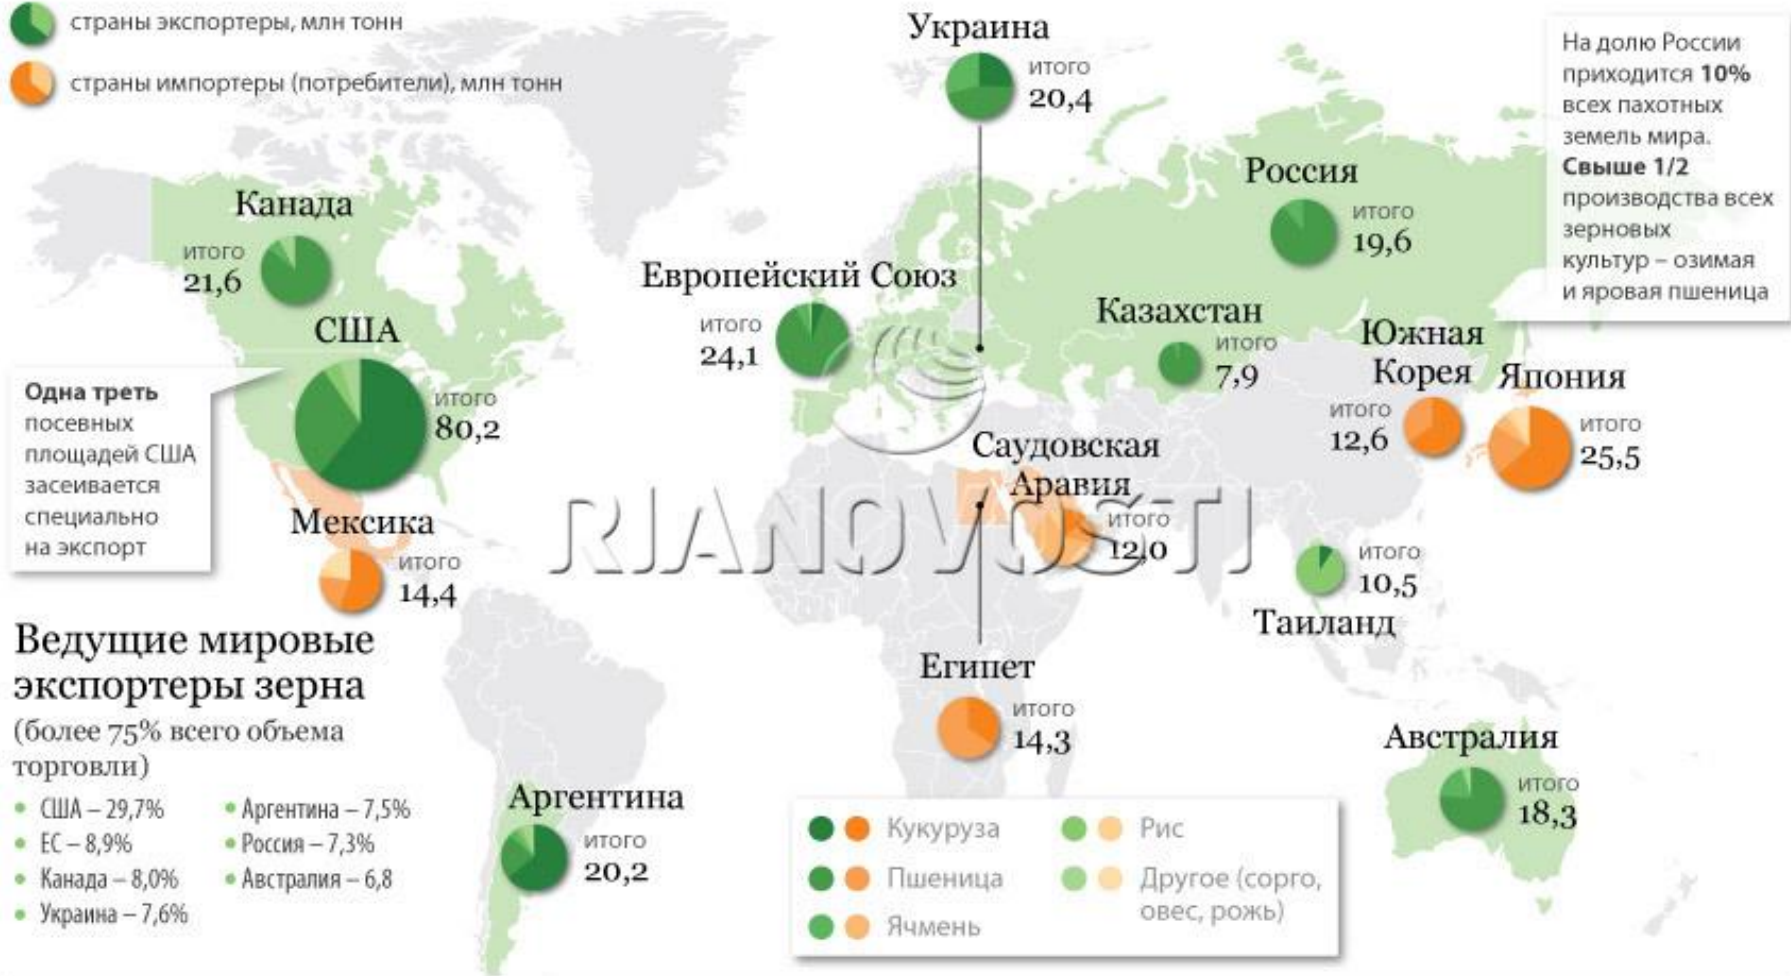 страны экспортеры, млн тонн
страны импортеры (потребители), млн тонн
Украина
итого
20,4
На долю России
приходится 10%
всех пахотных
земель мира.
Свыше 1/2
производства всех
зерновых
культур – озимая
и яровая пшеница
Россия
итого
19,6
Канада
итого
21,6
Европейский Союз
итого
24,1
Казахстан
итого
7,9
Южная
Корея
итого
12,6
Япония
итого
25,5
США
итого
80,2
Одна треть
посевных
площадей США
засеивается
специально
на экспорт
Саудовская
Аравия
итого
12,0
RIANOVOSTI
Мексика
итого
14,4
итого
10,5
Таиланд
Ведущие мировые
экспортеры зерна
(более 75% всего объема
торговли)
• США – 29,7%
• ЕС – 8,9%
• Канада – 8,0%
• Украина – 7,6%
• Аргентина – 7,5%
• Россия – 7,3%
• Австралия – 6,8
Египет
итого
14,3
Австралия
итого
18,3
Аргентина
итого
20,2
Кукуруза
Пшеница
Ячмень
Рис
Другое (сорго,
овес, рожь)